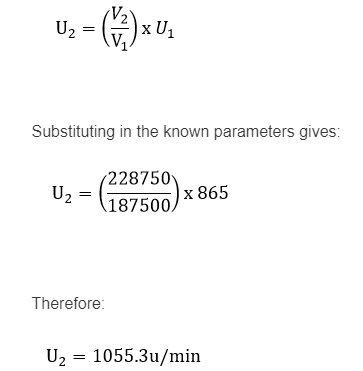 U₂ = (V₂/V₁) x U₁
Substituting in the known parameters gives:
U₂ = (228750/187500) x 865
Therefore:
U₂ = 1055.3u/min